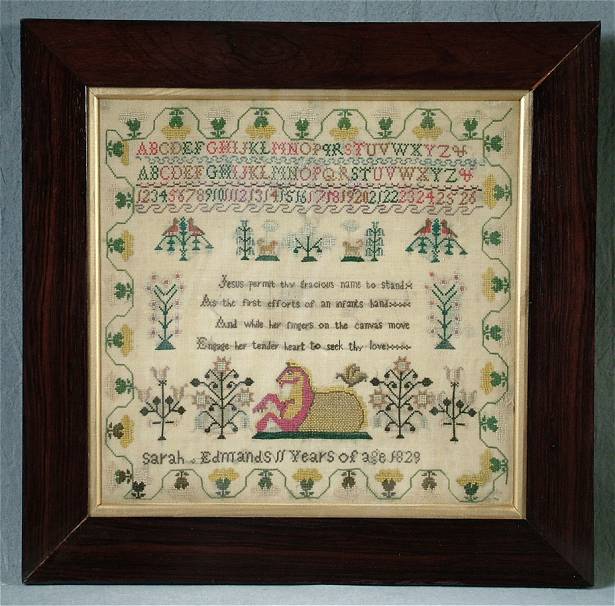 ABCDEFGHIJKLMNOPQRSTUVWXYZ&
ABCDEFGHIJKLMNOPQRSTUVWXYZ&
1234567891011121314151617181920212223242526
Jesus permit thy gracious name to stand
As the first efforts of an infants hand
And while her fingers on the canvas move
Engage her tender heart to seek thy love
Sarah Edmands 11 Years of age 1829